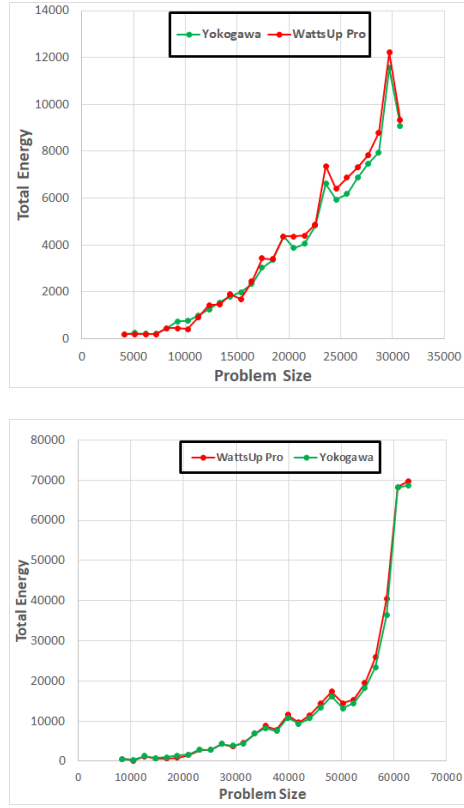 14000
Yokogawa WattsUp Pro
12000
10000
8000
6000
4000
2000
0
Total Energy
0 5000 10000 15000 20000 25000 30000 35000
Problem Size
80000
WattsUp Pro Yokogawa
70000
60000
50000
40000
30000
20000
10000
0
Total Energy
0 10000 20000 30000 40000 50000 60000 70000
Problem Size